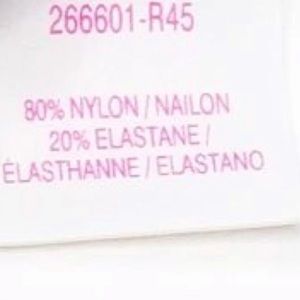 266601-R45
80% NYLON / NAILON
20% ELASTANE /
ÉLASTHANNE / ELASTANO